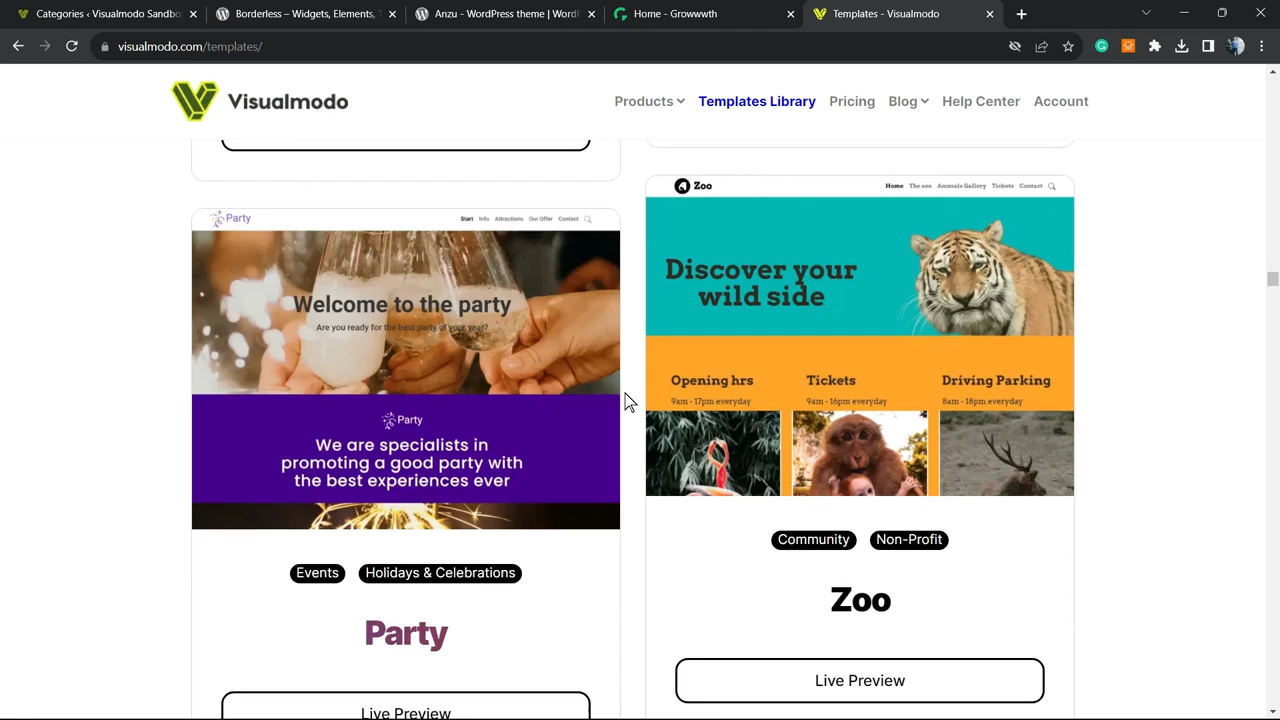 Categories ‹ Visualmodo Sandbo
Borderless – Widgets, Elements, T
Anzu - WordPress theme | WordP
Home - Growwwth
Templates - Visualmodo
visualmodo.com/templates/
Visualmodo
Products
Templates Library
Pricing
Blog
Help Center
Account
Party
Start
Info
Attractions
Our Offer
Contact
Welcome to the party
Are you ready for the best party of your year?
Party
We are specialists in
promoting a good party with
the best experiences ever
Events
Holidays & Celebrations
Party
Live Preview
Zoo
Home
The zoo
Animals Gallery
Tickets
Contact
Discover your
wild side
Opening hrs
9am - 17pm everyday
Tickets
9am - 16pm everyday
Driving Parking
8am - 18pm everyday
Community
Non-Profit
Zoo
Live Preview